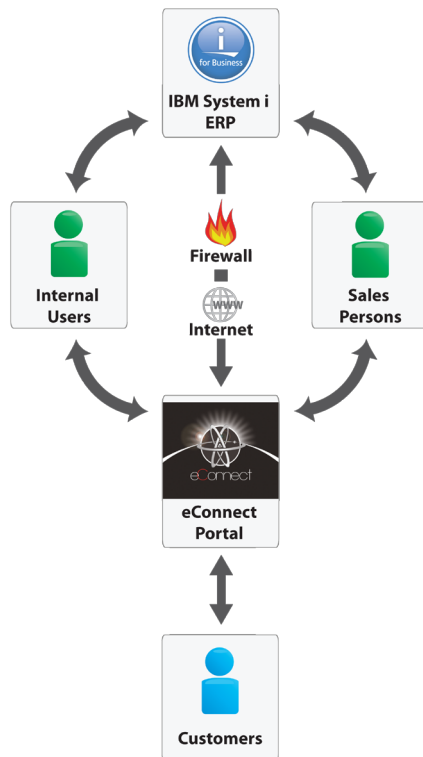 i
for Business
IBM System i
ERP
Firewall
Internal
Users
www
Internet
Sales
Persons
eConnect
eConnect
Portal
Customers